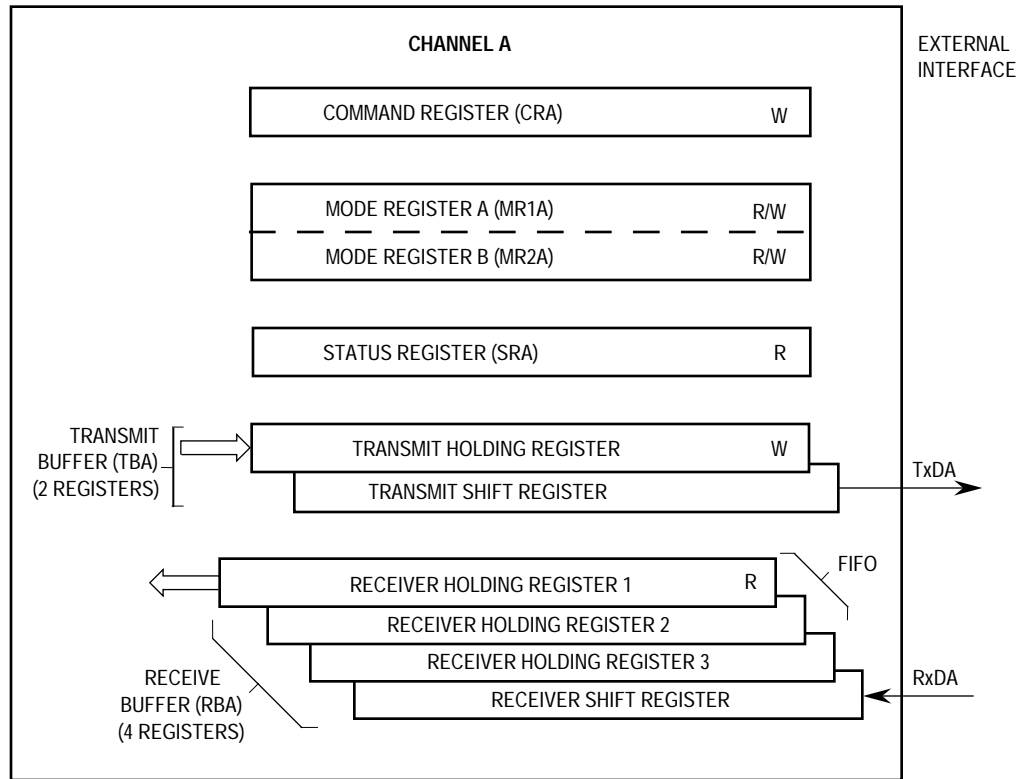 CHANNEL A
EXTERNAL
INTERFACE
COMMAND REGISTER (CRA) W
MODE REGISTER A (MR1A) R/W
MODE REGISTER B (MR2A) R/W
STATUS REGISTER (SRA) R
TRANSMIT
BUFFER (TBA)
(2 REGISTERS)
TRANSMIT HOLDING REGISTER W
TRANSMIT SHIFT REGISTER
TxDA
FIFO
RECEIVER HOLDING REGISTER 1 R
RECEIVER HOLDING REGISTER 2
RECEIVER HOLDING REGISTER 3
RECEIVER SHIFT REGISTER
RxDA
RECEIVE
BUFFER (RBA)
(4 REGISTERS)